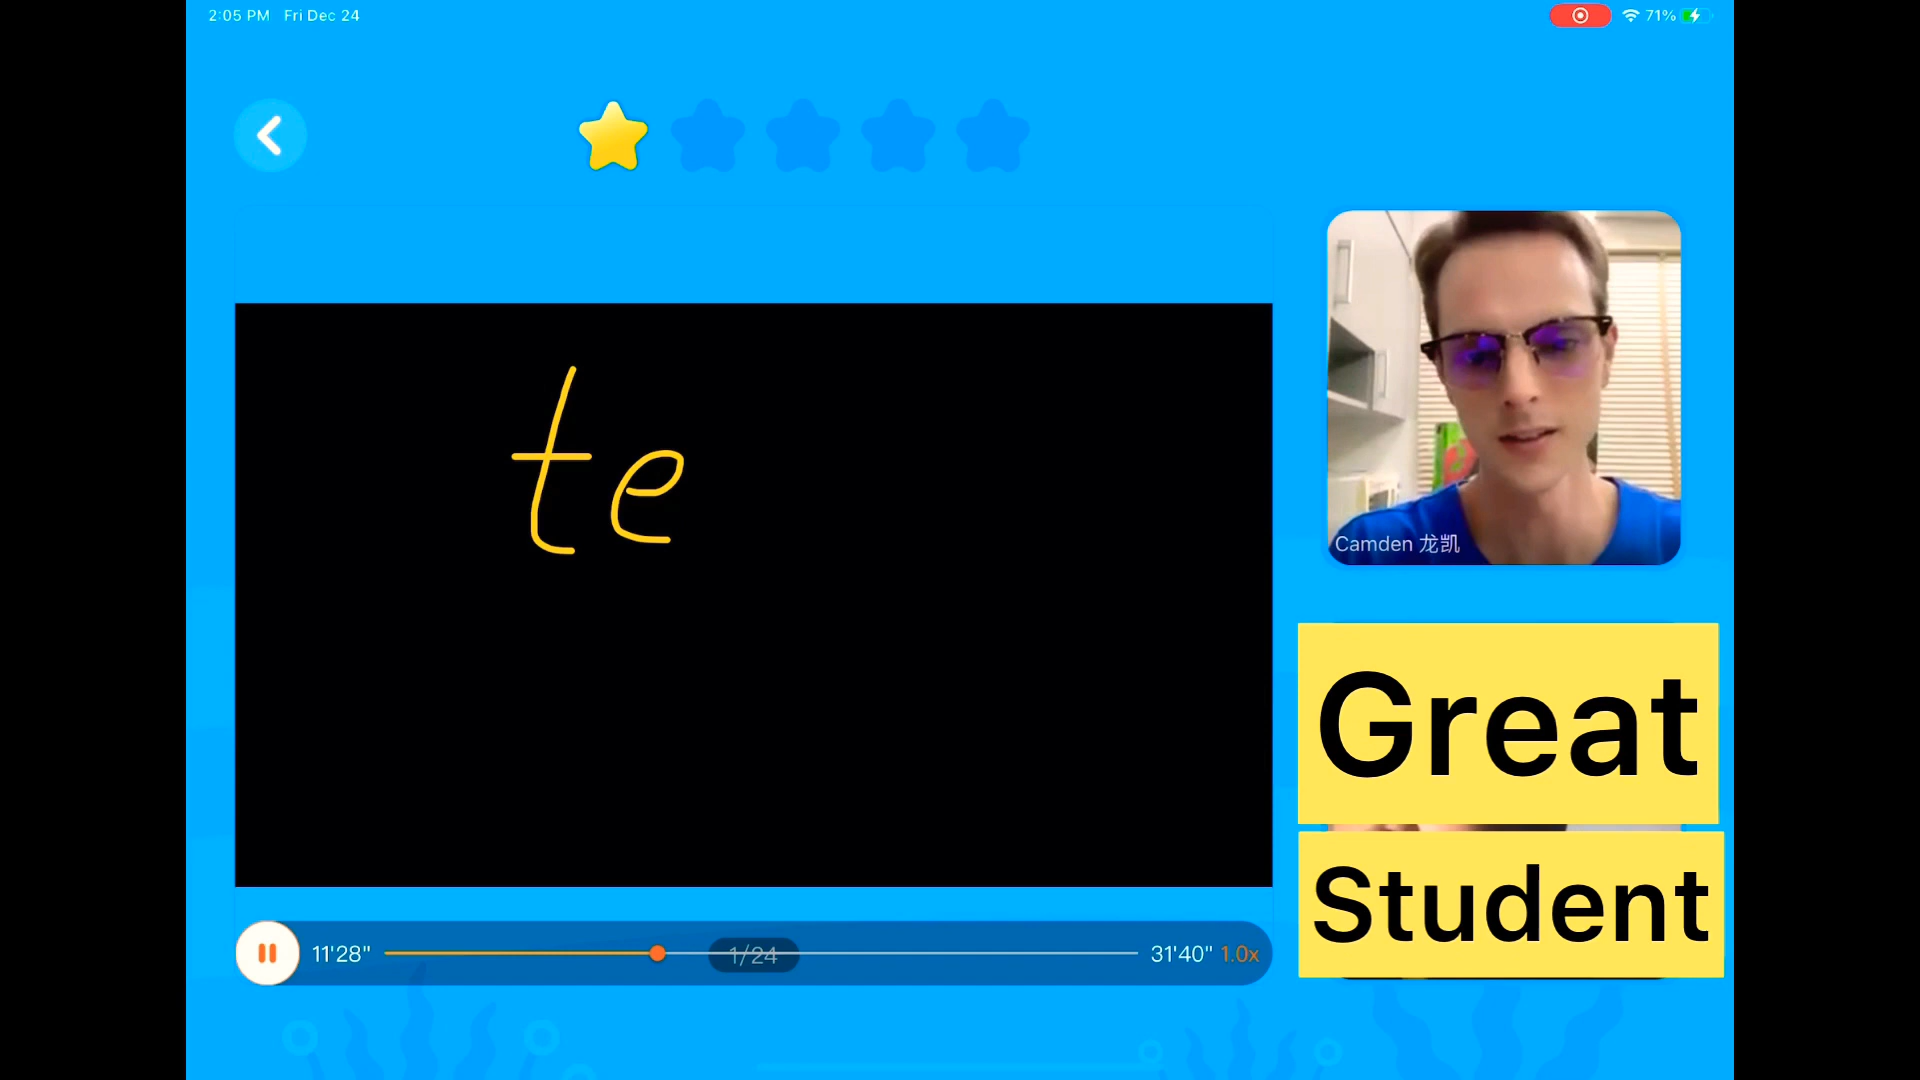 2:05 PM Fri Dec 24
71%
te
Camden 龙凯
Great
Student
11'28"
1/24
31'40" 1.0x